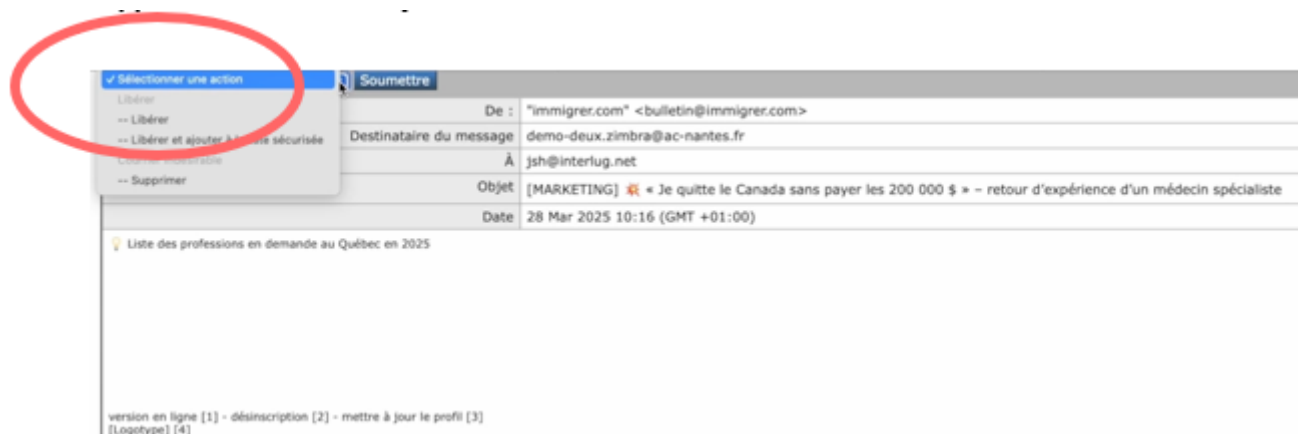 ✓ Sélectionner une action
Soumettre
Libérer
-- Libérer
-- Libérer et ajouter à la liste sécurisée
Courrier indésirable
-- Supprimer
De : "immigrer.com" <bulletin@immigrer.com>
Destinataire du message demo-deux.zimbra@ac-nantes.fr
À jsh@interlug.net
Objet [MARKETING] 💥 « Je quitte le Canada sans payer les 200 000 $ » – retour d'expérience d'un médecin spécialiste
Date 28 Mar 2025 10:16 (GMT +01:00)
💡 Liste des professions en demande au Québec en 2025
version en ligne [1] - désinscription [2] - mettre à jour le profil [3]
[Logotype] [4]